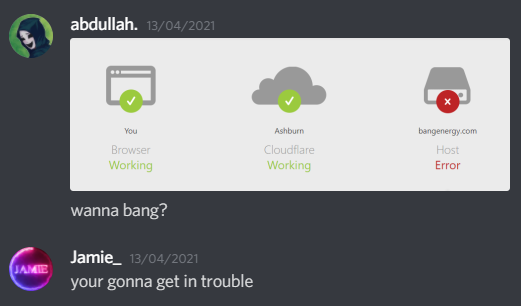 abdullah. 13/04/2021
You Ashburn bangenergy.com
Browser Cloudflare Host
Working Working Error
wanna bang?
JAMIE
Jamie_ 13/04/2021
your gonna get in trouble